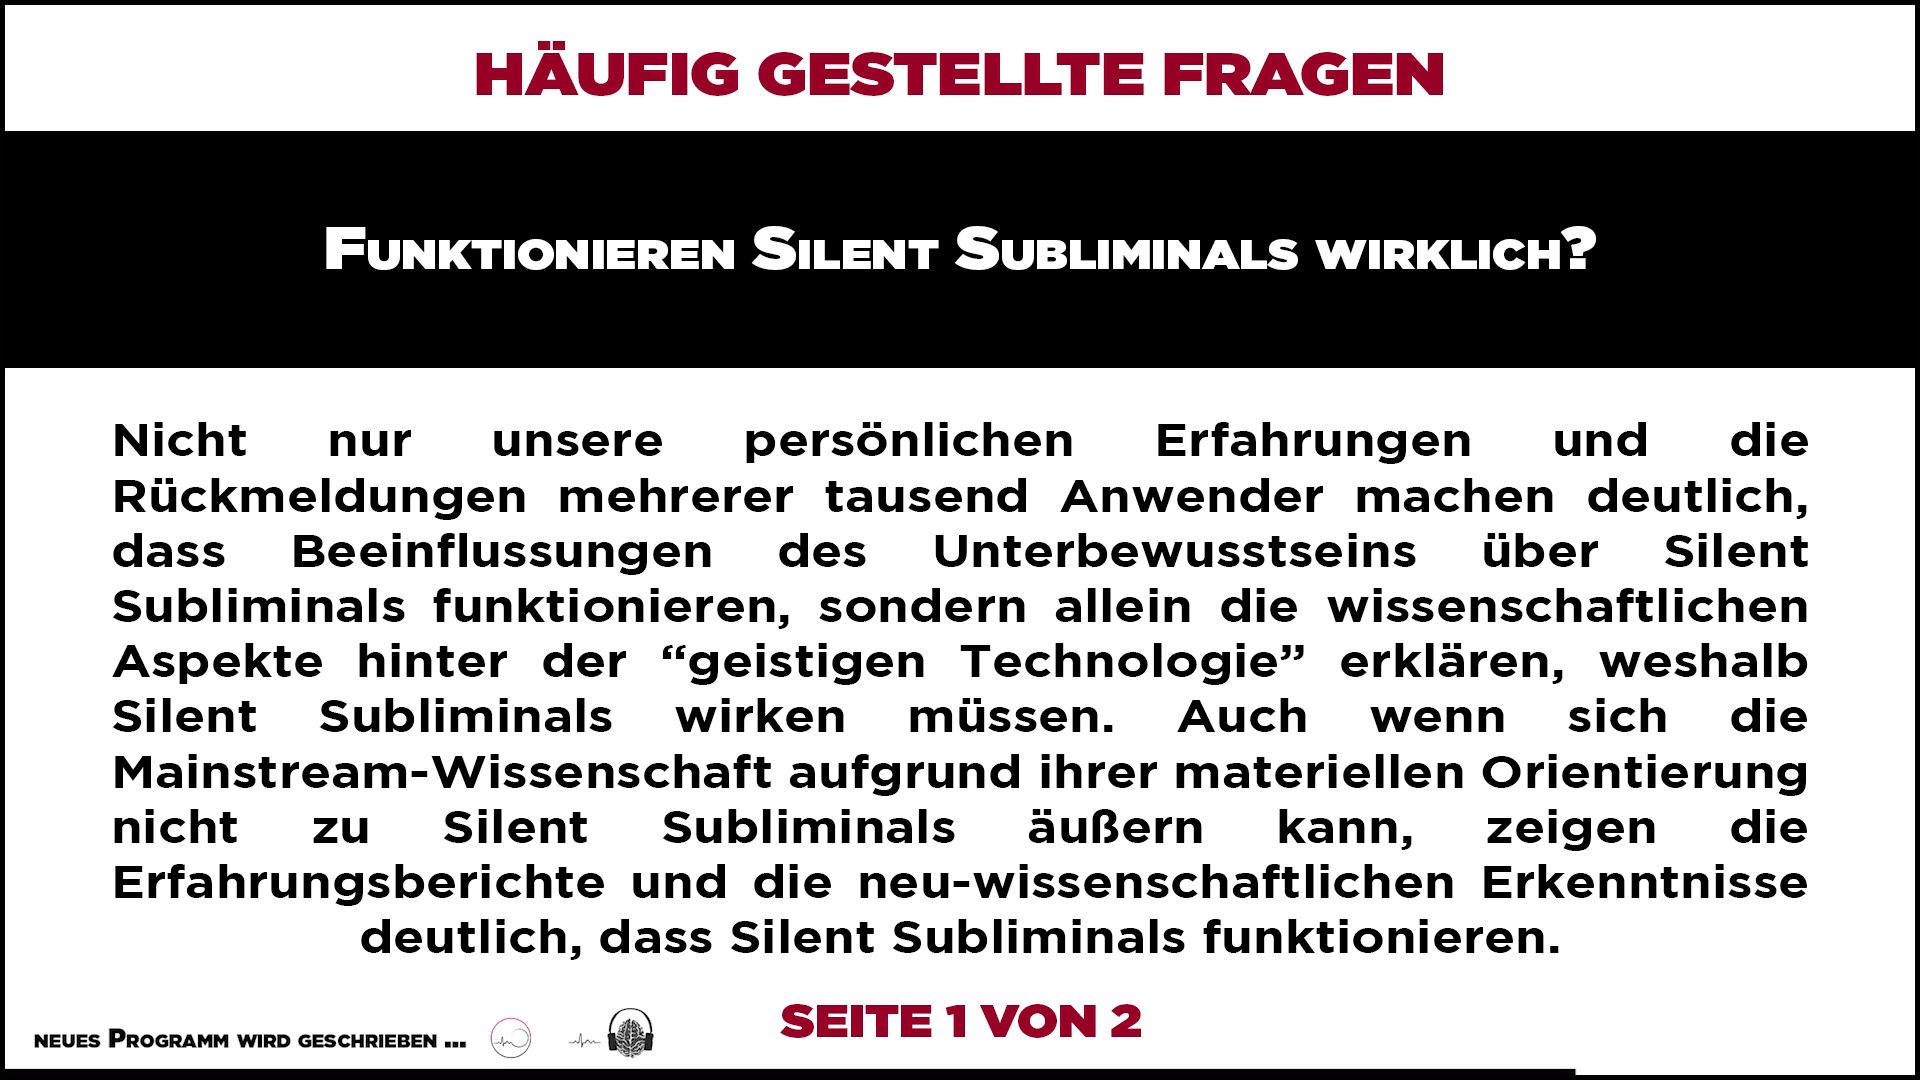 HÄUFIG GESTELLTE FRAGEN
Funktionieren Silent Subliminals wirklich?
Nicht nur unsere persönlichen Erfahrungen und die
Rückmeldungen mehrerer tausend Anwender machen deutlich,
dass Beeinflussungen des Unterbewusstseins über Silent
Subliminals funktionieren, sondern allein die wissenschaftlichen
Aspekte hinter der “geistigen Technologie” erklären, weshalb
Silent Subliminals wirken müssen. Auch wenn sich die
Mainstream-Wissenschaft aufgrund ihrer materiellen Orientierung
nicht zu Silent Subliminals äußern kann, zeigen die
Erfahrungsberichte und die neu-wissenschaftlichen Erkenntnisse
deutlich, dass Silent Subliminals funktionieren.
SEITE 1 VON 2
neues Programm wird geschrieben ...